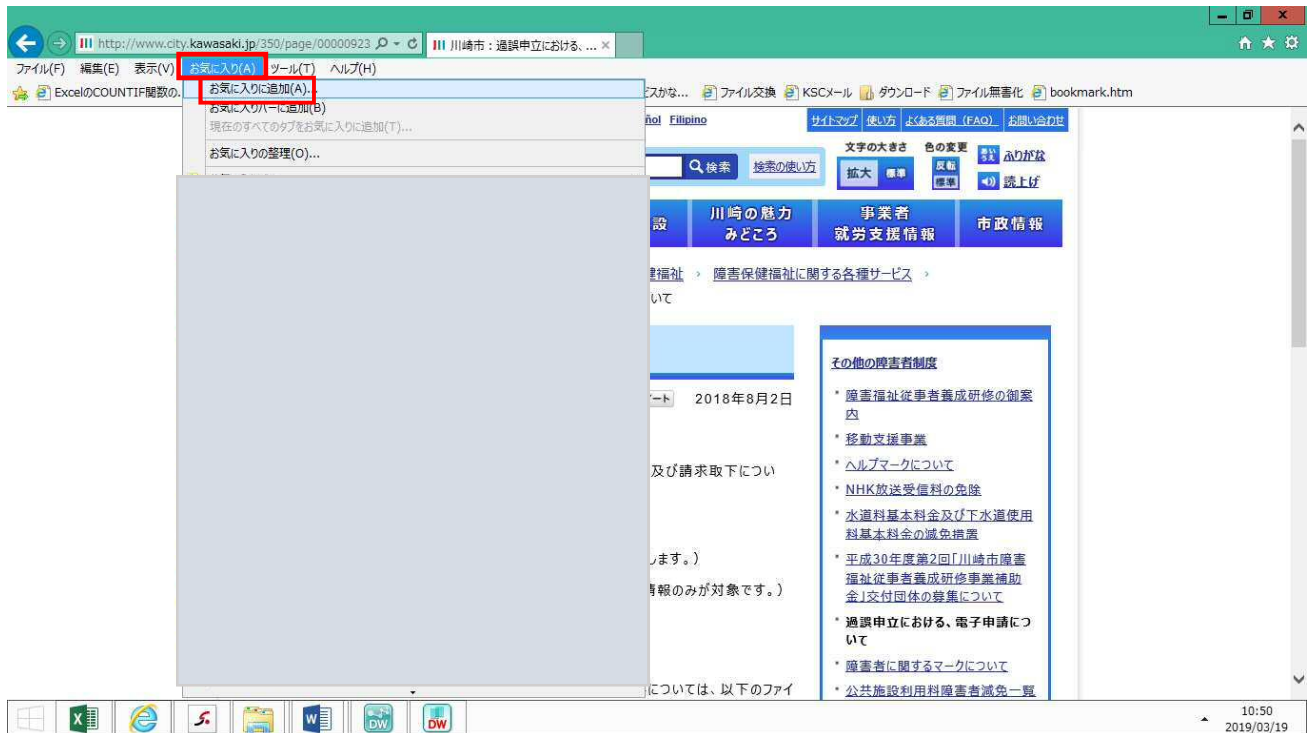 http://www.city.kawasaki.jp/350/page/00000923
川崎市：過誤申立における、...
ファイル(F) 編集(E) 表示(V) お気に入り(A) ツール(T) ヘルプ(H)
お気に入りに追加(A)...
ExcelのCOUNTIF関数の.
ビスかな... ファイル交換 KSCメール ダウンロード ファイル無害化 bookmark.htm
お気に入りバーに追加(B)
現在のすべてのタブをお気に入りに追加(T)...
お気に入りの整理(O)...
ñol Filipino
サイトマップ 使い方 よくある質問（FAQ） お問い合わせ
文字の大きさ 色の変更
検索 検索の使い方
拡大 標準 反転 標準
ふりがな
読上げ
設
川崎の魅力
みどころ
事業者
就労支援情報
市政情報
健福祉 › 障害保健福祉に関する各種サービス ›
いて
ート 2018年8月2日
及び請求取下につい
します。）
情報のみが対象です。）
については、以下のファイ
その他の障害者制度
障害福祉従事者養成研修の御案
内
移動支援事業
ヘルプマークについて
NHK放送受信料の免除
水道料基本料金及び下水道使用
料基本料金の減免措置
平成30年度第2回「川崎市障害
福祉従事者養成研修事業補助
金」交付団体の募集について
過誤申立における、電子申請につ
いて
障害者に関するマークについて
公共施設利用料障害者減免一覧
10:50
2019/03/19